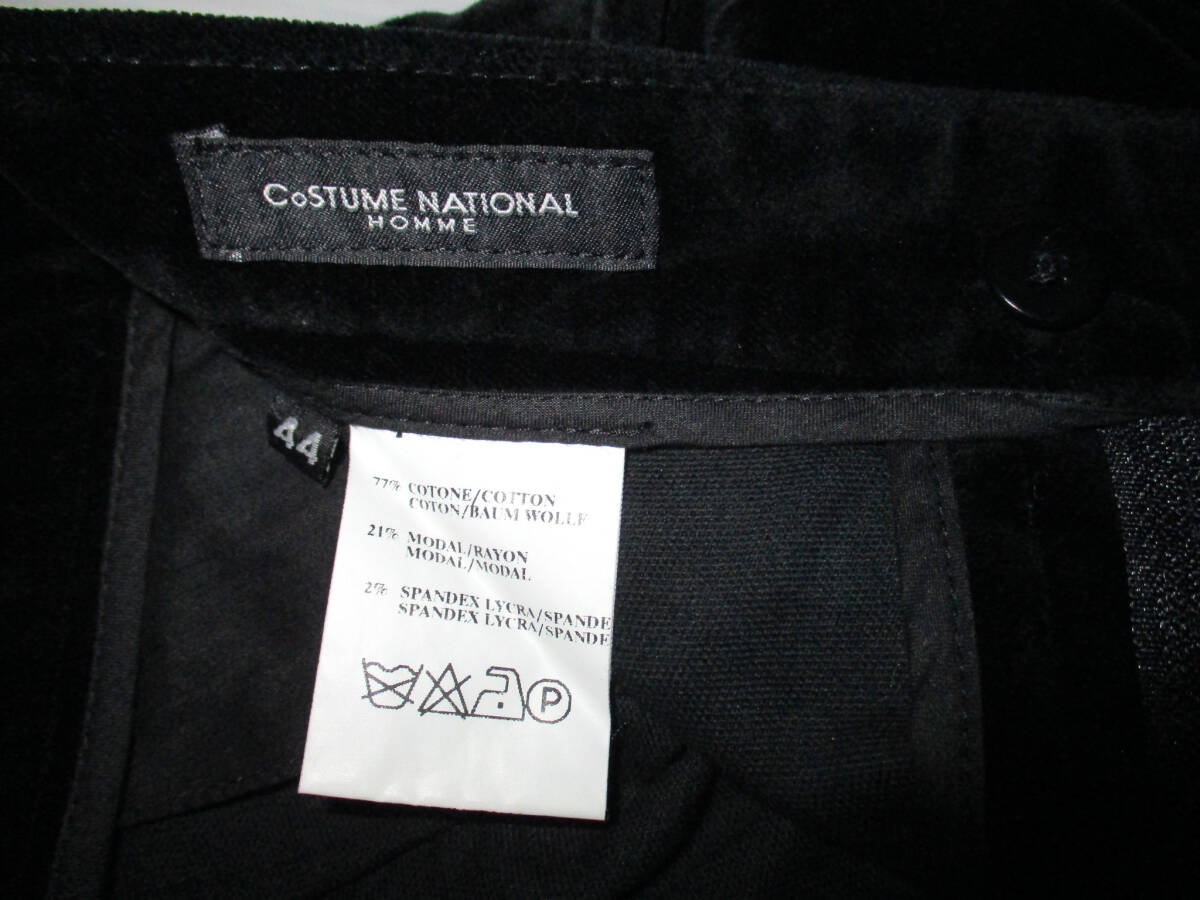 CoSTUME NATIONAL
HOMME
44
77% COTONE/COTTON
COTON/BAUM WOLLE
21% MODAL/RAYON
MODAL/MODAL
2% SPANDEX LYCRA/SPANDE
SPANDEX LYCRA/SPANDE
P